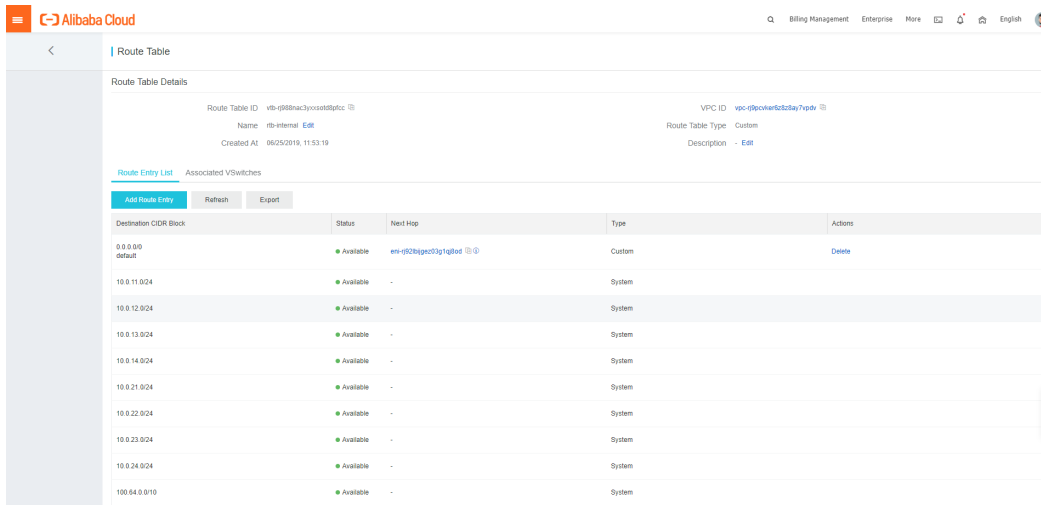 Alibaba Cloud
Billing Management Enterprise More English
Route Table
Route Table Details
Route Table ID vtb-rj988nac3yxxsotd8pfcc VPC ID vpc-rj9pcvker6z8z8ay7vpdv
Name rtb-internal Edit Route Table Type Custom
Created At 06/25/2019, 11:53:19 Description - Edit
Route Entry List Associated VSwitches
Add Route Entry Refresh Export
Destination CIDR Block Status Next Hop Type Actions
0.0.0.0/0 Available eni-rj92lbijgez03g1qj8od Custom Delete
default
10.0.11.0/24 Available - System
10.0.12.0/24 Available - System
10.0.13.0/24 Available - System
10.0.14.0/24 Available - System
10.0.21.0/24 Available - System
10.0.22.0/24 Available - System
10.0.23.0/24 Available - System
10.0.24.0/24 Available - System
100.64.0.0/10 Available - System